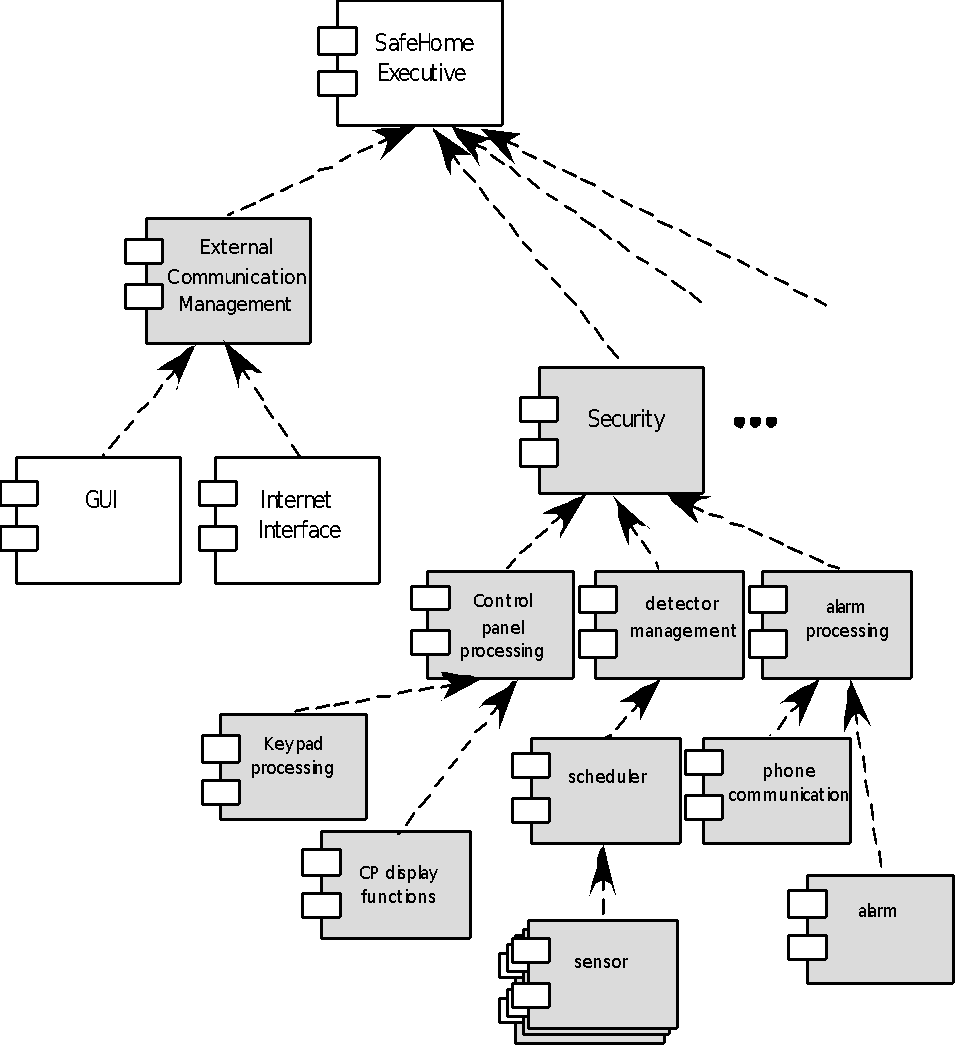 SafeHome
Executive
External
Communication
Management
Security
GUI
Internet
Interface
Control
panel
processing
detector
management
alarm
processing
Keypad
processing
scheduler
phone
communication
CP display
functions
alarm
sensor